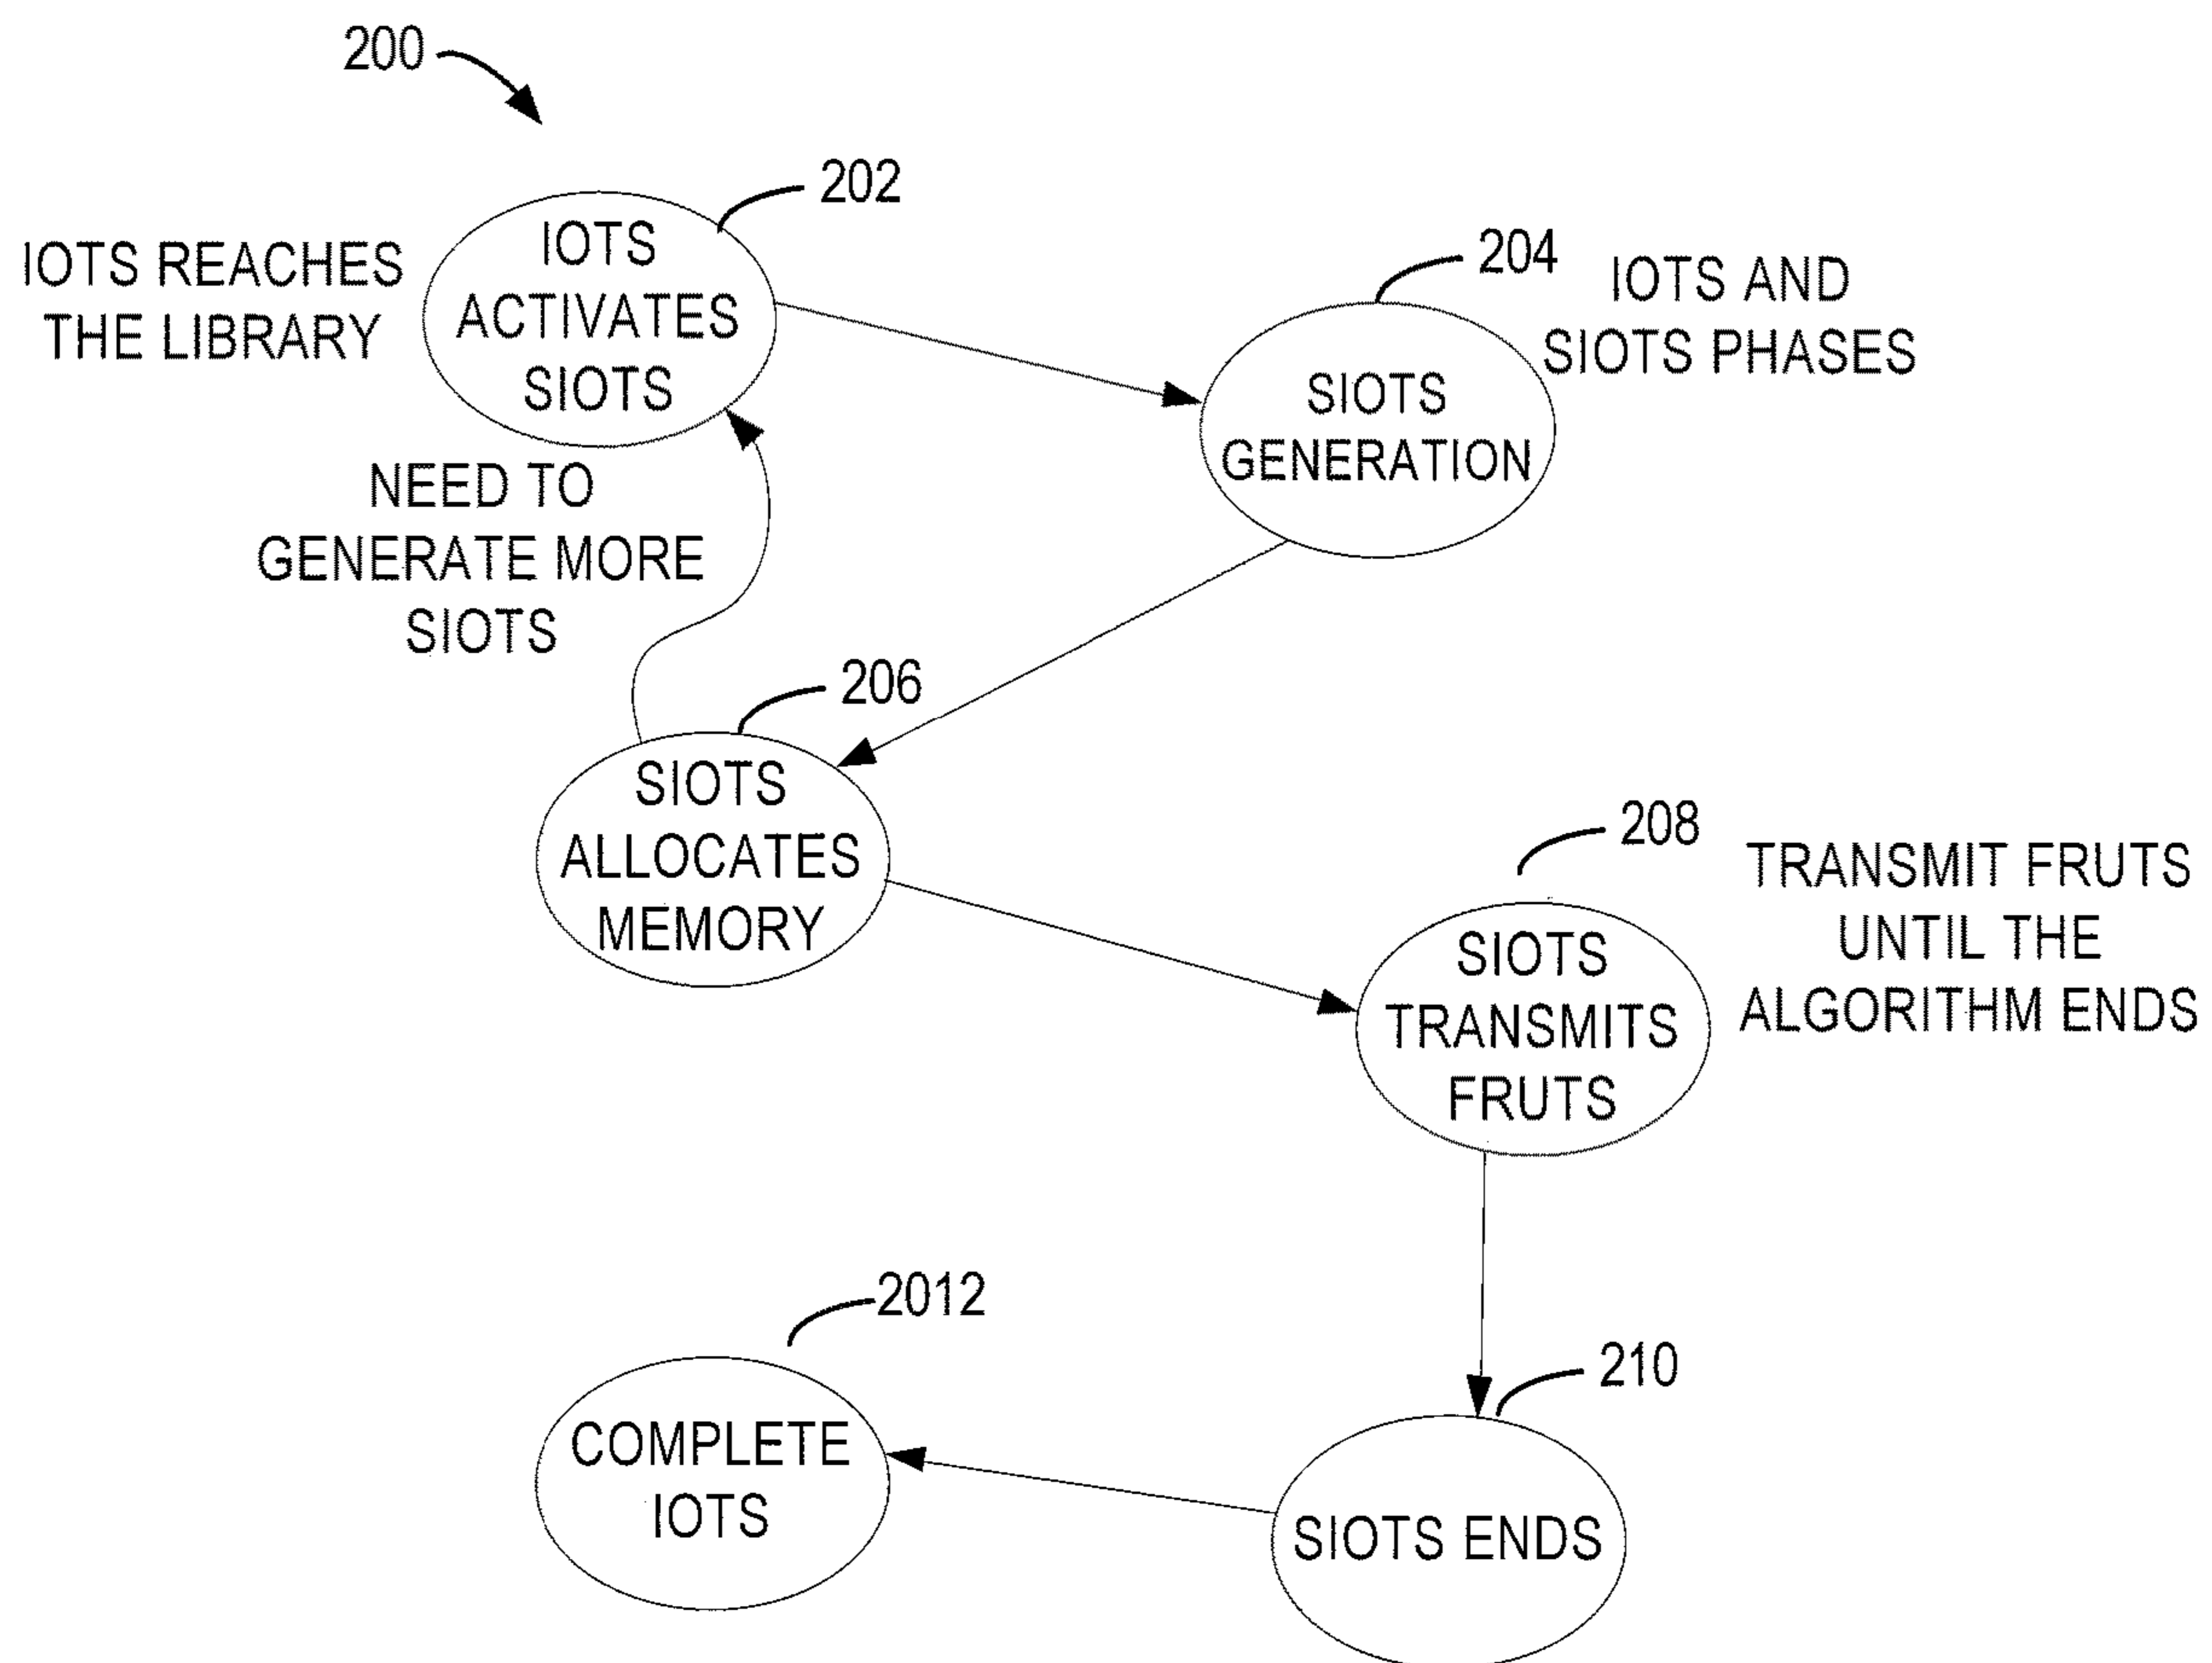 200
202
IOTS REACHES
THE LIBRARY
IOTS
ACTIVATES
SIOTS
204
IOTS AND
SIOTS PHASES
SIOTS
GENERATION
NEED TO
GENERATE MORE
SIOTS
206
SIOTS
ALLOCATES
MEMORY
208
TRANSMIT FRUTS
UNTIL THE
ALGORITHM ENDS
SIOTS
TRANSMITS
FRUTS
2012
COMPLETE
IOTS
210
SIOTS ENDS